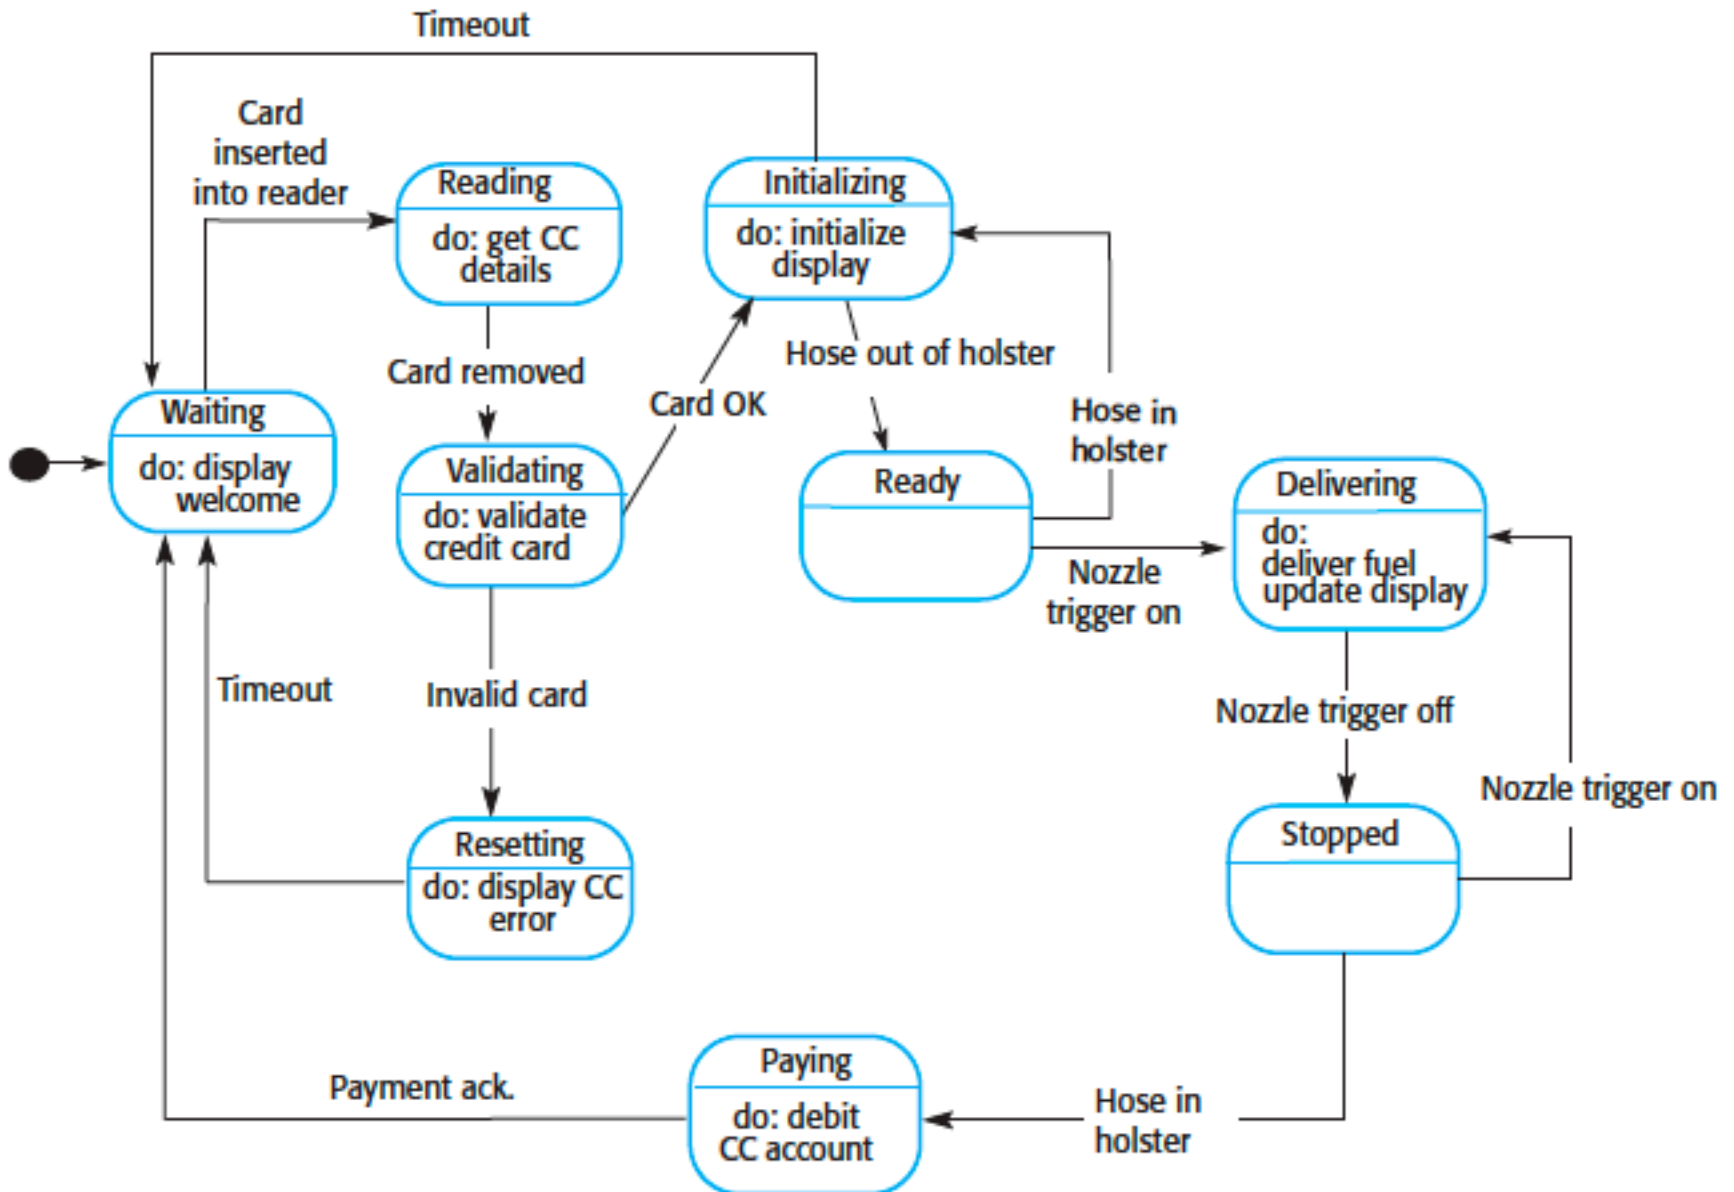 Timeout
Card
inserted
into reader
Reading
do: get CC
details
Initializing
do: initialize
display
Card removed
Hose out of holster
Card OK
Hose in
holster
Waiting
do: display
welcome
Validating
do: validate
credit card
Ready
Nozzle
trigger on
Delivering
do:
deliver fuel
update display
Timeout
Invalid card
Nozzle trigger off
Nozzle trigger on
Resetting
do: display CC
error
Stopped
Payment ack.
Paying
do: debit
CC account
Hose in
holster